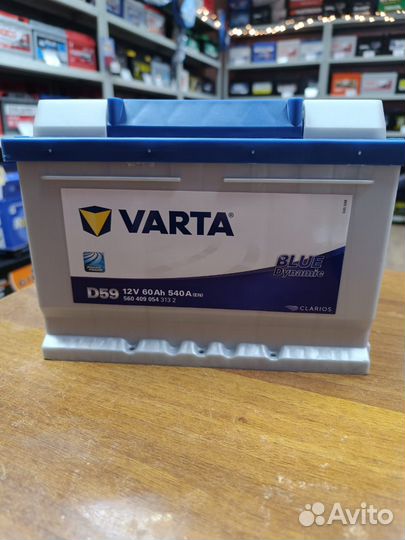 VARTA®
BLUE
Dynamic
D59 12V 60Ah 540A(EN)
560 409 054 313 2
CLARIOS
Avito